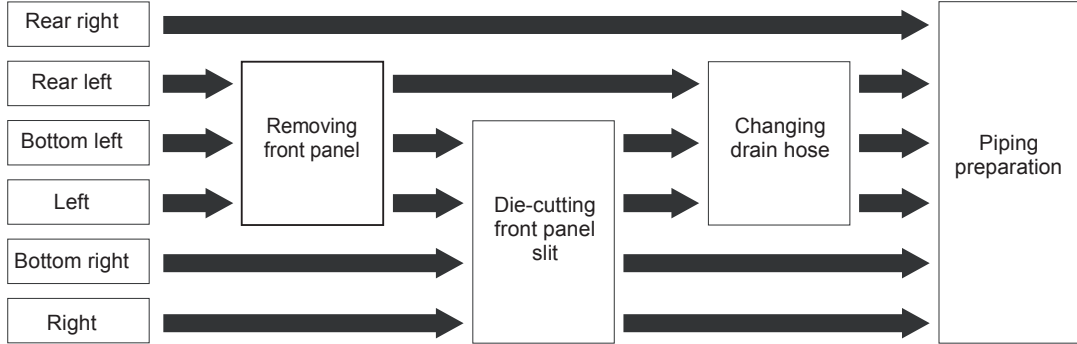 Rear right
Rear left
Bottom left
Left
Bottom right
Right
Removing
front panel
Die-cutting
front panel
slit
Changing
drain hose
Piping
preparation